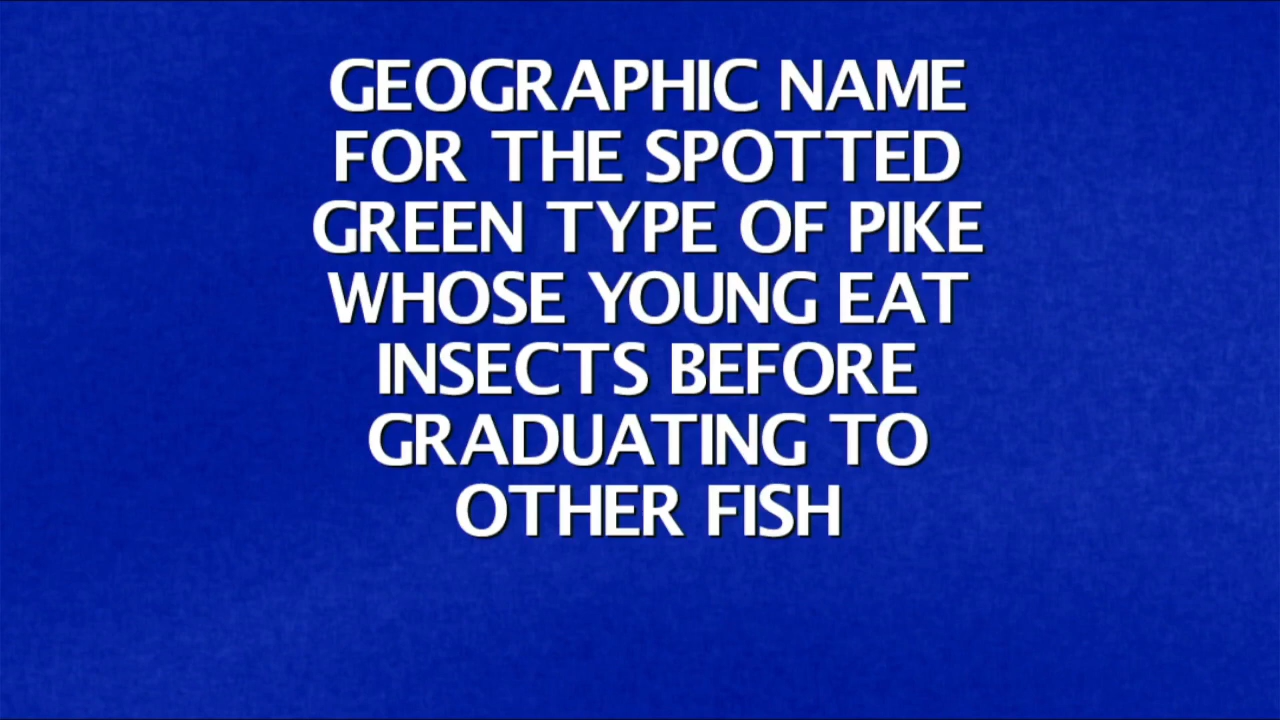 GEOGRAPHIC NAME
FOR THE SPOTTED
GREEN TYPE OF PIKE
WHOSE YOUNG EAT
INSECTS BEFORE
GRADUATING TO
OTHER FISH